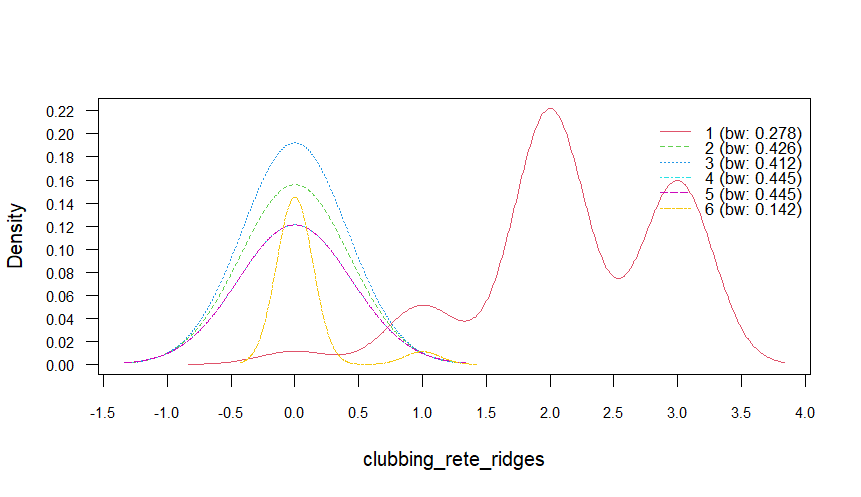 Density
0.22
0.20
0.18
0.16
0.14
0.12
0.10
0.08
0.06
0.04
0.02
0.00
1 (bw: 0.278)
2 (bw: 0.426)
3 (bw: 0.412)
4 (bw: 0.445)
5 (bw: 0.445)
6 (bw: 0.142)
-1.5 -1.0 -0.5 0.0 0.5 1.0 1.5 2.0 2.5 3.0 3.5 4.0
clubbing_rete_ridges